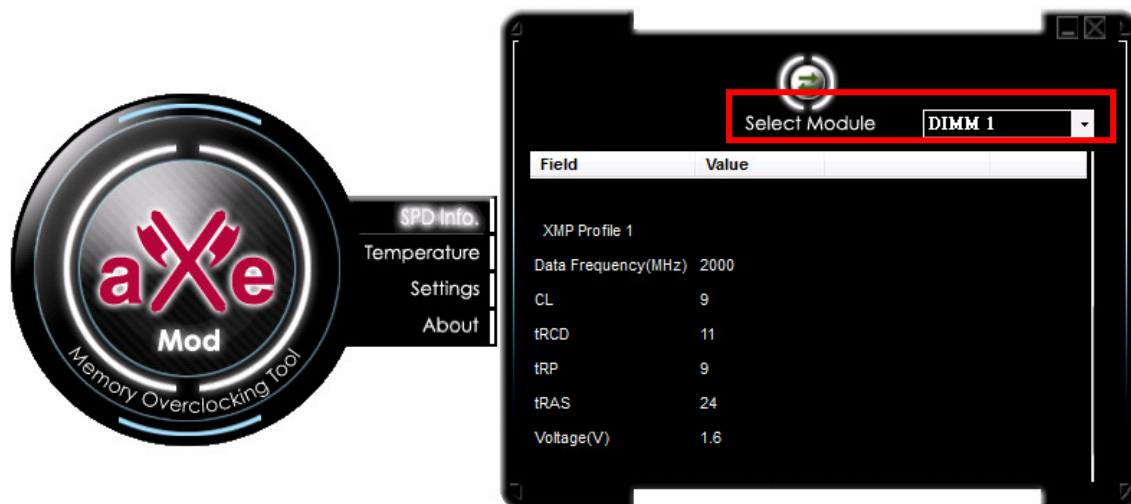 aXe
Mod
Memory Overclocking Tool
SPD Info.
Temperature
Settings
About
Select Module DIMM 1
Field Value
XMP Profile 1
Data Frequency(MHz) 2000
CL 9
tRCD 11
tRP 9
tRAS 24
Voltage(V) 1.6